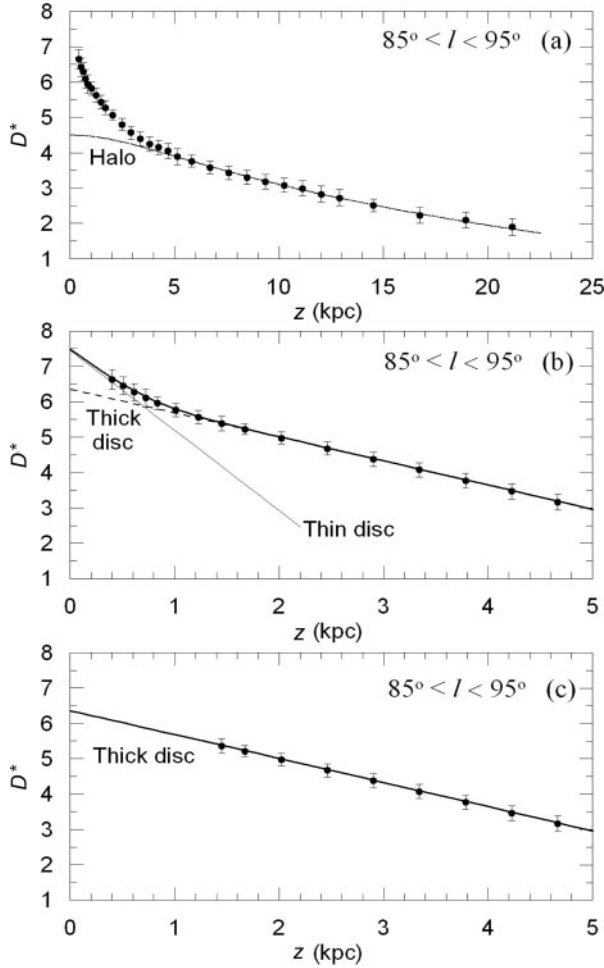 8
7
6
5
4
3
2
1
D*
85° < l < 95° (a)
Halo
0 5 10 15 20 25
z (kpc)
8
7
6
5
4
3
2
1
D*
85° < l < 95° (b)
Thick
disc
Thin disc
0 1 2 3 4 5
z (kpc)
8
7
6
5
4
3
2
1
D*
85° < l < 95° (c)
Thick disc
0 1 2 3 4 5
z (kpc)